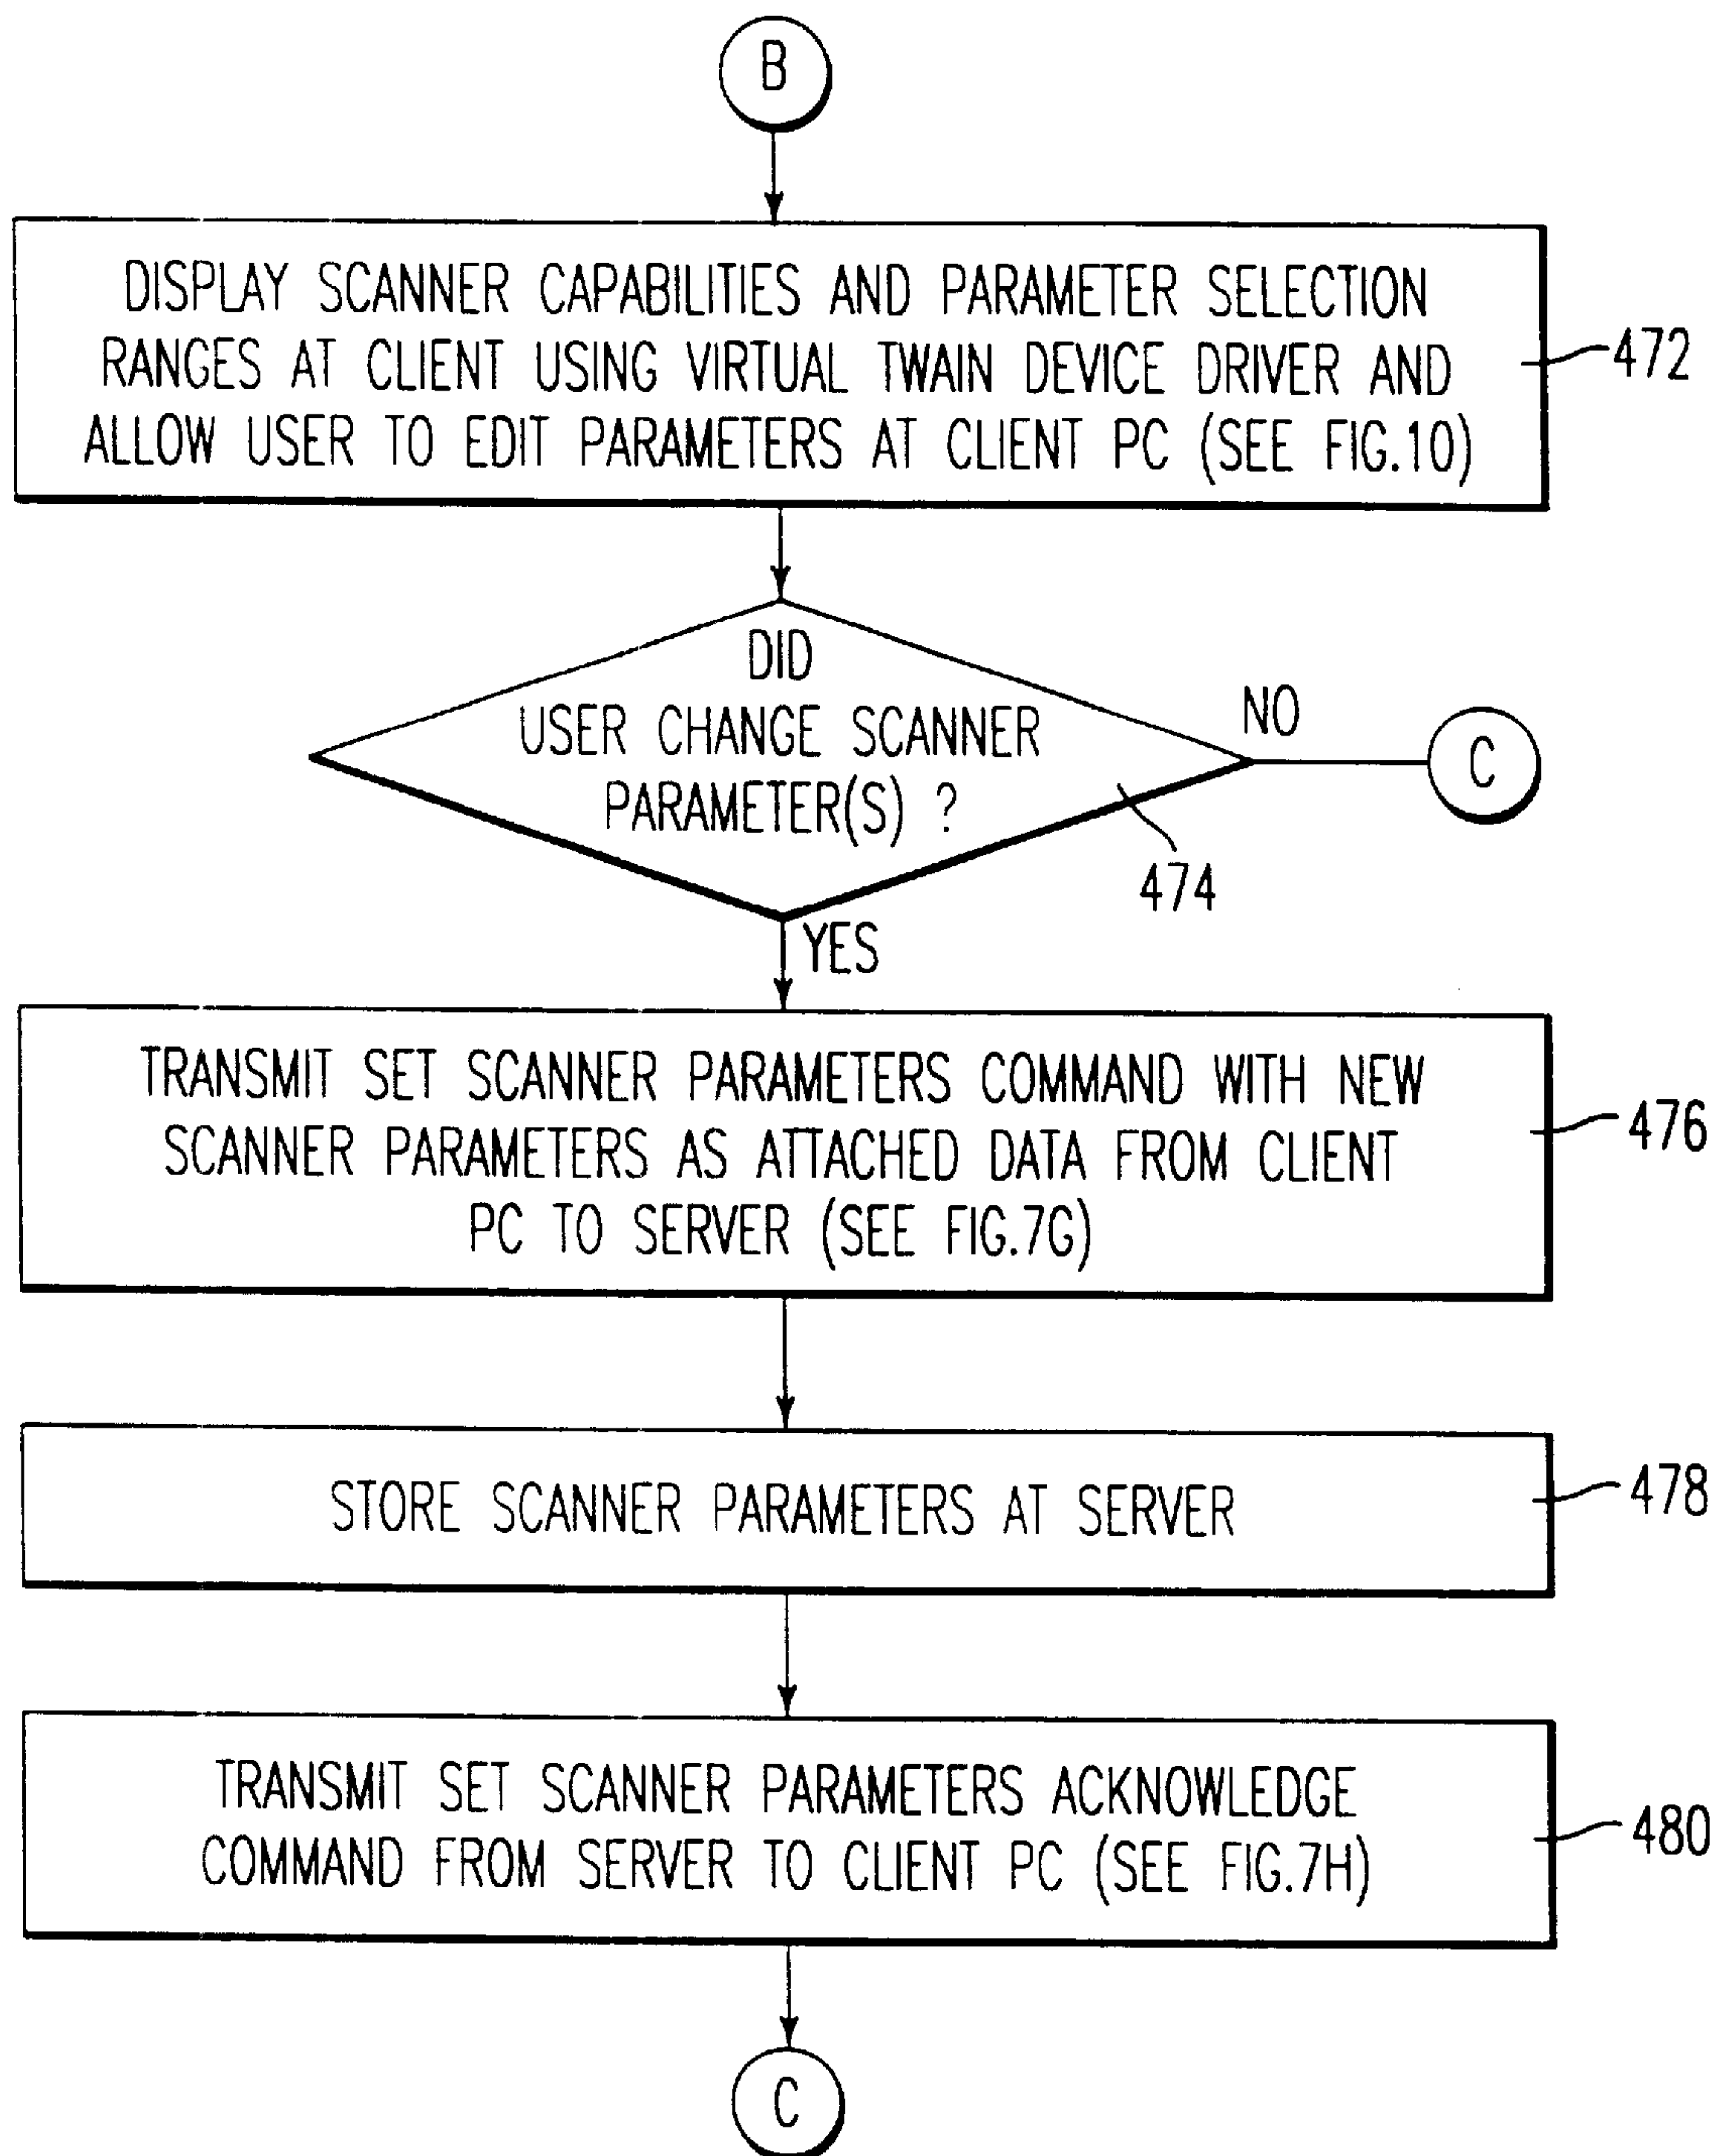 B
DISPLAY SCANNER CAPABILITIES AND PARAMETER SELECTION
RANGES AT CLIENT USING VIRTUAL TWAIN DEVICE DRIVER AND
ALLOW USER TO EDIT PARAMETERS AT CLIENT PC (SEE FIG.10)
472
DID
USER CHANGE SCANNER
PARAMETER(S) ?
NO
C
474
YES
TRANSMIT SET SCANNER PARAMETERS COMMAND WITH NEW
SCANNER PARAMETERS AS ATTACHED DATA FROM CLIENT
PC TO SERVER (SEE FIG.7G)
476
STORE SCANNER PARAMETERS AT SERVER
478
TRANSMIT SET SCANNER PARAMETERS ACKNOWLEDGE
COMMAND FROM SERVER TO CLIENT PC (SEE FIG.7H)
480
C